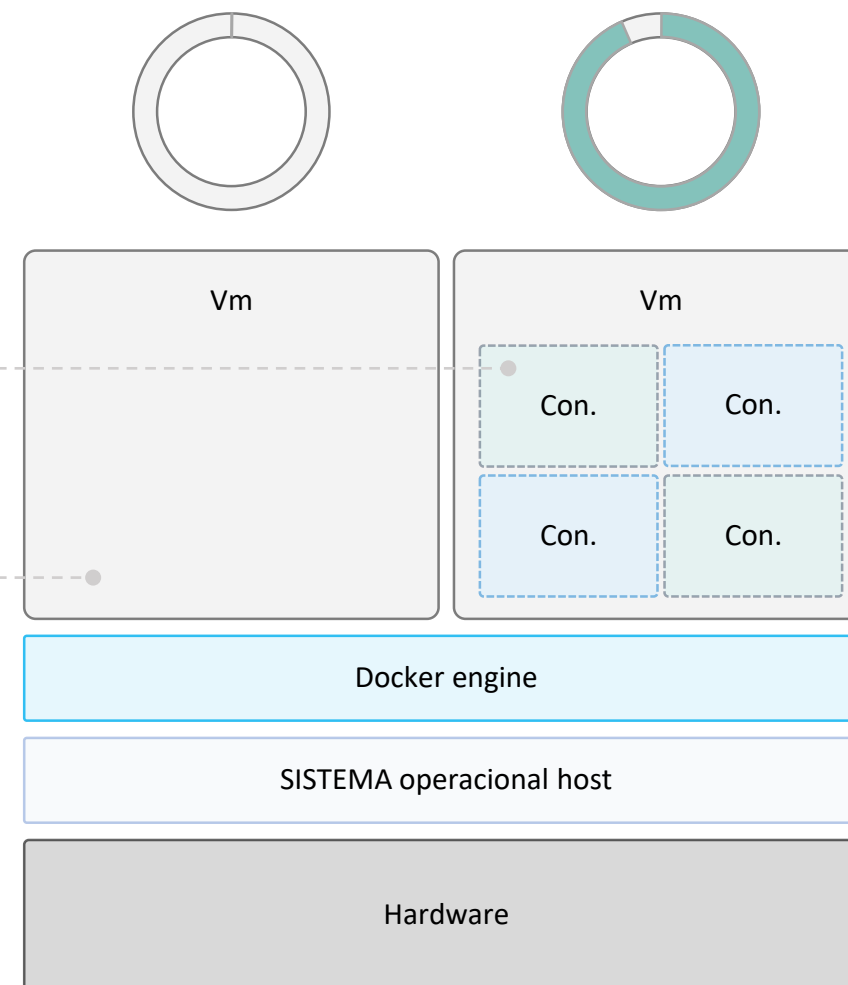 Vm
Vm
Con.
Con.
Con.
Con.
Docker engine
SISTEMA operacional host
Hardware